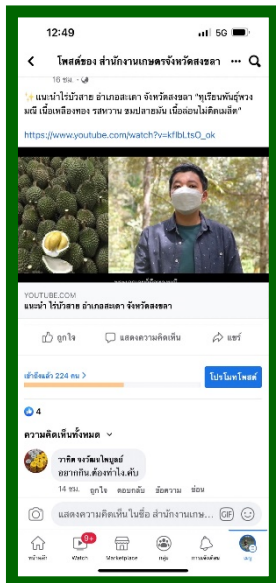 12:49
5G
โพสต์ของ สำนักงานเกษตรจังหวัดสงขลา
16 ชม.
✨แนะนำไร่บัวสาย อำเภอสะเดา จังหวัดสงขลา "ทุเรียนพันธุ์พวง
มณี เนื้อเหลืองทอง รสหวาน ขมปลายมัน เนื้อล่อนไม่ติดเมล็ด"
https://www.youtube.com/watch?v=kflbLtsO_ok
YOUTUBE.COM
แนะนำ ไร่บัวสาย อำเภอสะเดา จังหวัดสงขลา
ถูกใจ
แสดงความคิดเห็น
แชร์
เข้าถึงแล้ว 224 คน >
โปรโมทโพสต์
4
ความคิดเห็นทั้งหมด
วาทิต จงวัฒนไพบูลย์
อยากกิน.ต้องทำไง.คับ
14 ชม. ถูกใจ ตอบกลับ ข้อความ ซ่อน
แสดงความคิดเห็นในชื่อ สำนักงานเกษ...
GIF
9+
หน้าหลัก
Watch
Marketplace
กลุ่ม
การแจ้งเตือน
เมนู